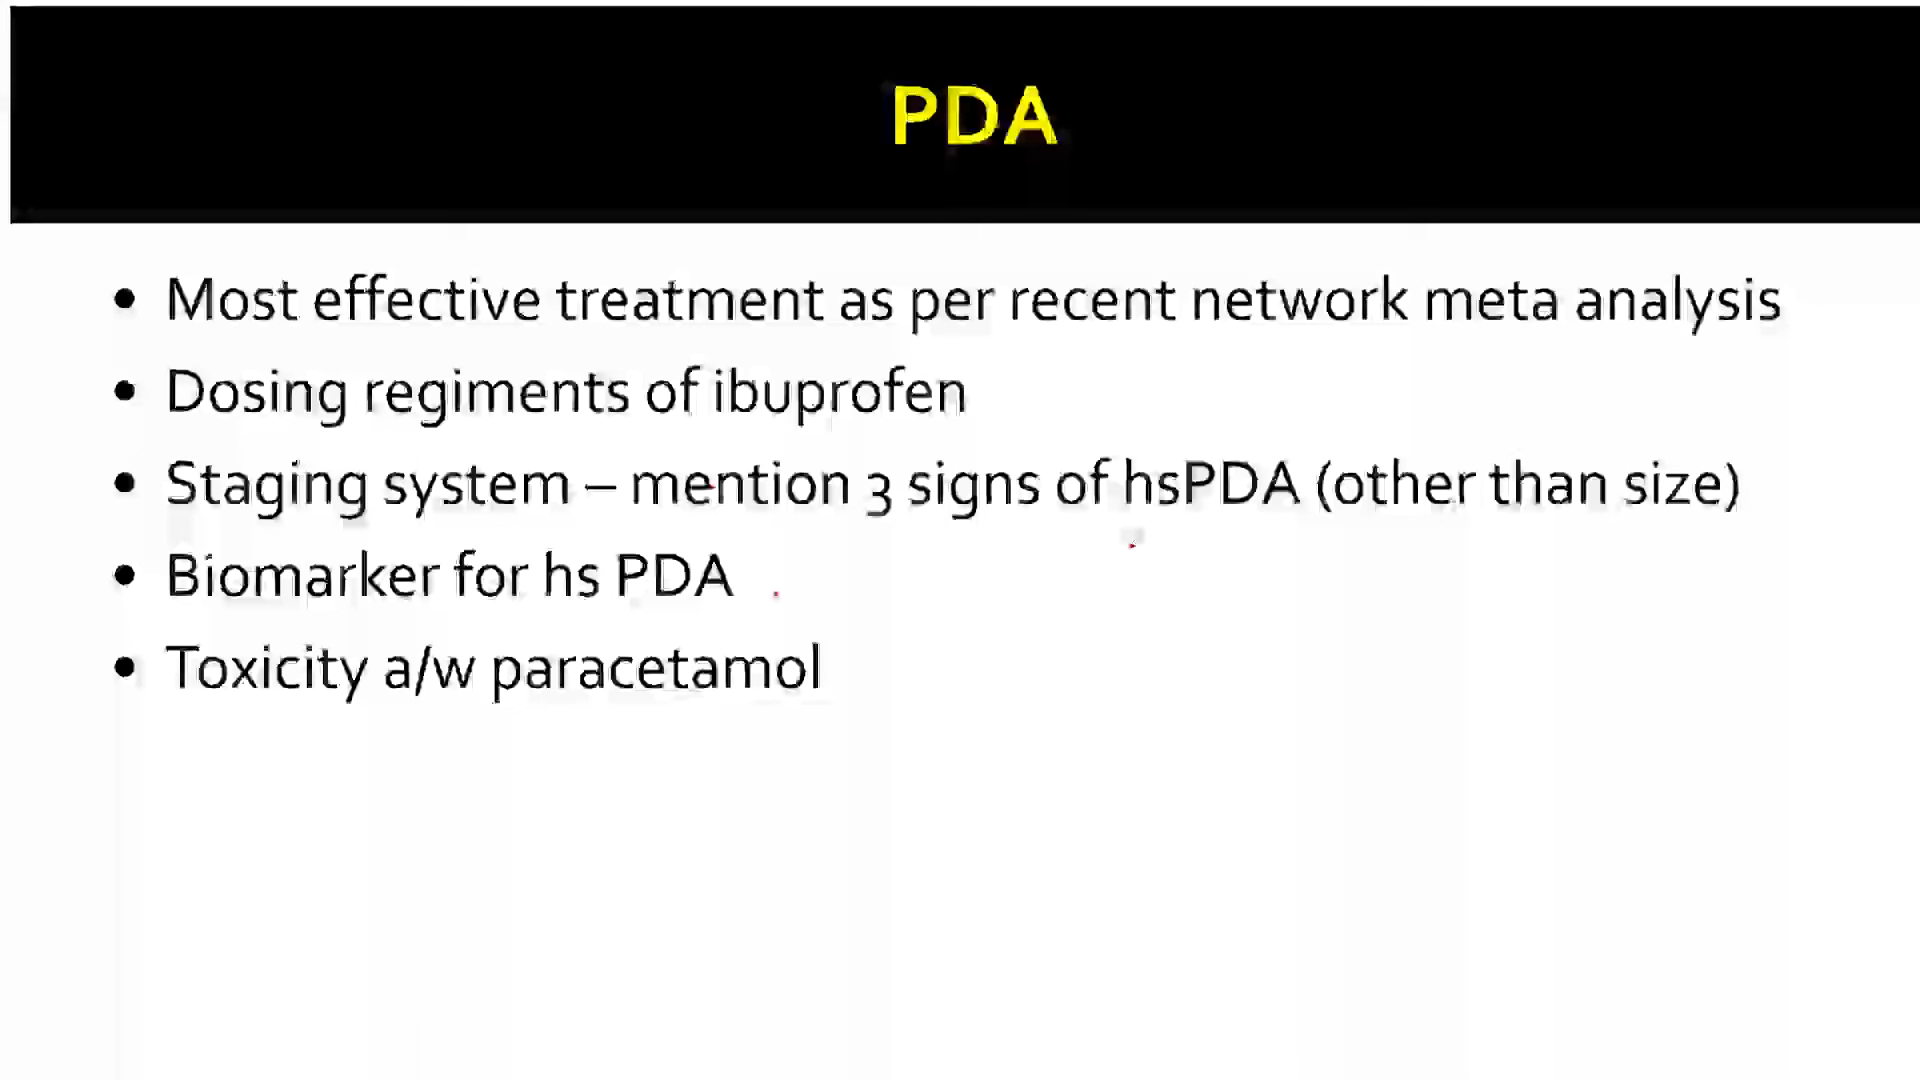 PDA
• Most effective treatment as per recent network meta analysis
• Dosing regiments of ibuprofen
• Staging system – mention 3 signs of hsPDA (other than size)
• Biomarker for hs PDA
• Toxicity a/w paracetamol